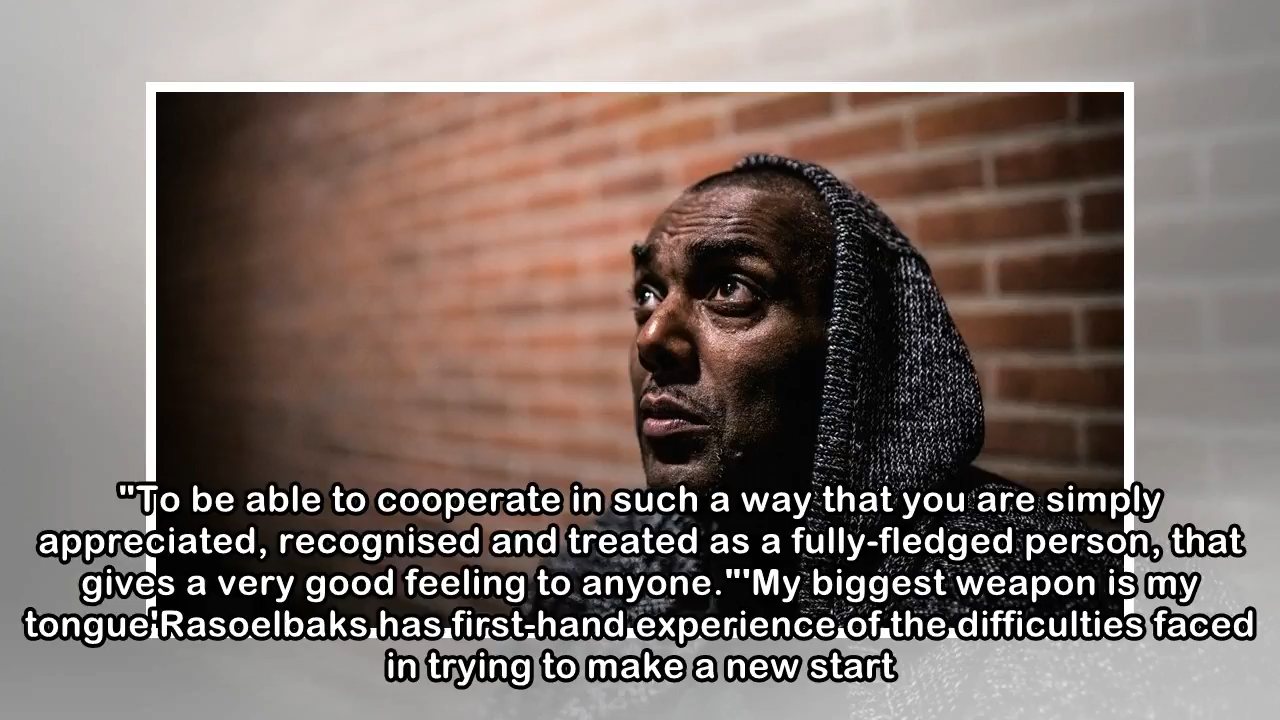 "To be able to cooperate in such a way that you are simply
appreciated, recognised and treated as a fully-fledged person, that
gives a very good feeling to anyone."'My biggest weapon is my
tongue'Rasoelbaks has first-hand experience of the difficulties faced
in trying to make a new start